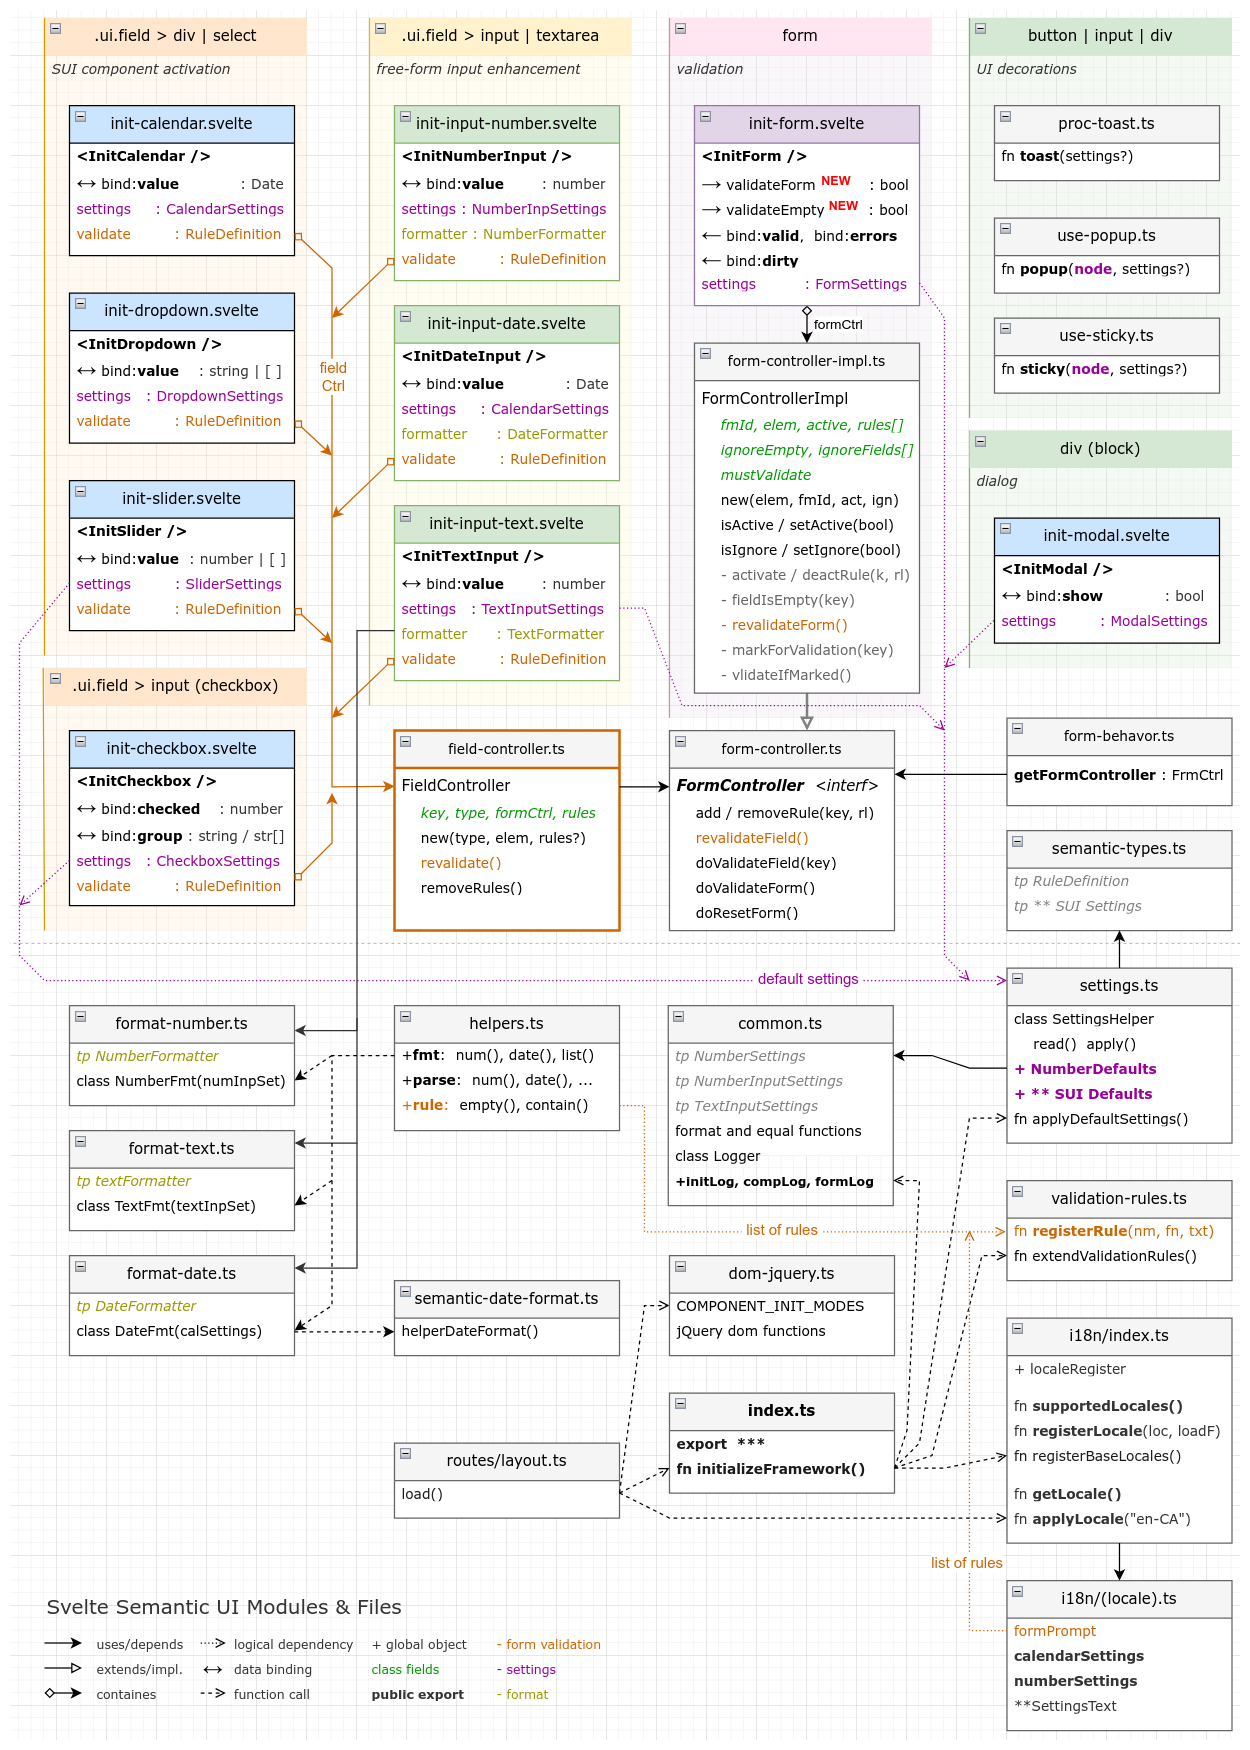 .ui.field > div | select
SUI component activation
init-calendar.svelte
<InitCalendar />
↔ bind:value : Date
settings : CalendarSettings
validate : RuleDefinition
init-dropdown.svelte
<InitDropdown />
↔ bind:value : string | [ ]
settings : DropdownSettings
validate : RuleDefinition
init-slider.svelte
<InitSlider />
↔ bind:value : number | [ ]
settings : SliderSettings
validate : RuleDefinition
.ui.field > input (checkbox)
init-checkbox.svelte
<InitCheckbox />
↔ bind:checked : number
↔ bind:group : string / str[]
settings : CheckboxSettings
validate : RuleDefinition
field
Ctrl
.ui.field > input | textarea
free-form input enhancement
init-input-number.svelte
<InitNumberInput />
↔ bind:value : number
settings : NumberInpSettings
formatter : NumberFormatter
validate : RuleDefinition
init-input-date.svelte
<InitDateInput />
↔ bind:value : Date
settings : CalendarSettings
formatter : DateFormatter
validate : RuleDefinition
init-input-text.svelte
<InitTextInput />
↔ bind:value : number
settings : TextInputSettings
formatter : TextFormatter
validate : RuleDefinition
field-controller.ts
FieldController
key, type, formCtrl, rules
new(type, elem, rules?)
revalidate()
removeRules()
form
validation
init-form.svelte
<InitForm />
→ validateForm NEW : bool
→ validateEmpty NEW : bool
← bind:valid, bind:errors
← bind:dirty
settings : FormSettings
formCtrl
form-controller-impl.ts
FormControllerImpl
fmId, elem, active, rules[]
ignoreEmpty, ignoreFields[]
mustValidate
new(elem, fmId, act, ign)
isActive / setActive(bool)
isIgnore / setIgnore(bool)
- activate / deactRule(k, rl)
- fieldIsEmpty(key)
- revalidateForm()
- markForValidation(key)
- vlidateIfMarked()
form-controller.ts
FormController <interf>
add / removeRule(key, rl)
revalidateField()
doValidateField(key)
doValidateForm()
doResetForm()
button | input | div
UI decorations
proc-toast.ts
fn toast(settings?)
use-popup.ts
fn popup(node, settings?)
use-sticky.ts
fn sticky(node, settings?)
div (block)
dialog
init-modal.svelte
<InitModal />
↔ bind:show : bool
settings : ModalSettings
form-behavor.ts
getFormController : FrmCtrl
semantic-types.ts
tp RuleDefinition
tp ** SUI Settings
default settings
settings.ts
class SettingsHelper
read() apply()
+ NumberDefaults
+ ** SUI Defaults
fn applyDefaultSettings()
format-number.ts
tp NumberFormatter
class NumberFmt(numInpSet)
format-text.ts
tp textFormatter
class TextFmt(textInpSet)
format-date.ts
tp DateFormatter
class DateFmt(calSettings)
helpers.ts
+fmt: num(), date(), list()
+parse: num(), date(), ...
+rule: empty(), contain()
semantic-date-format.ts
helperDateFormat()
routes/layout.ts
load()
common.ts
tp NumberSettings
tp NumberInputSettings
tp TextInputSettings
format and equal functions
class Logger
+initLog, compLog, formLog
list of rules
dom-jquery.ts
COMPONENT_INIT_MODES
jQuery dom functions
index.ts
export ***
fn initializeFramework()
validation-rules.ts
fn registerRule(nm, fn, txt)
fn extendValidationRules()
i18n/index.ts
+ localeRegister
fn supportedLocales()
fn registerLocale(loc, loadF)
fn registerBaseLocales()
fn getLocale()
fn applyLocale("en-CA")
list of rules
i18n/(locale).ts
formPrompt
calendarSettings
numberSettings
**SettingsText
Svelte Semantic UI Modules & Files
uses/depends logical dependency + global object - form validation
extends/impl. ↔ data binding class fields - settings
containes function call public export - format